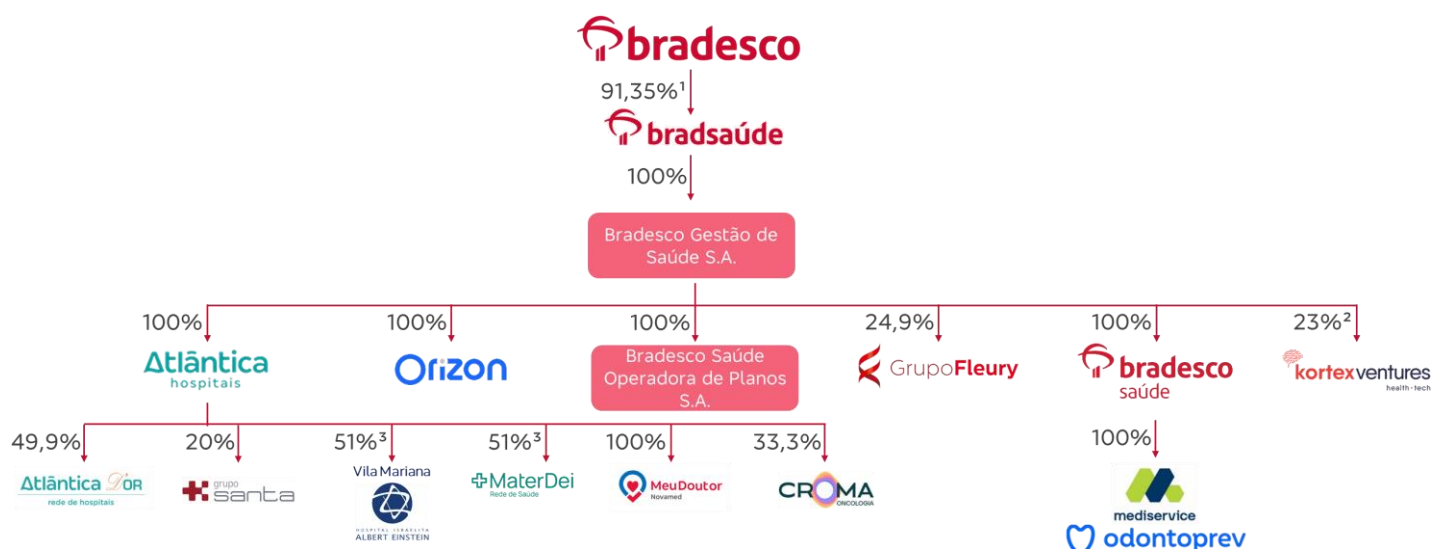 bradesco
91,35%¹
bradsaúde
100%
Bradesco Gestão de
Saúde S.A.
100%
100%
100%
24,9%
100%
23%²
Atlântica
hospitais
Orizon
Bradesco Saúde
Operadora de Planos
S.A.
GrupoFleury
bradesco
saúde
kortexventures
health·tech
49,9%
20%
51%³
51%³
100%
33,3%
100%
Atlântica D'OR
rede de hospitais
grupo
santa
Vila Mariana
HOSPITAL ISRAELITA
ALBERT EINSTEIN
MaterDei
Rede de Saúde
MeuDoutor
Novamed
CROMA
ONCOLOGIA
mediservice
odontoprev